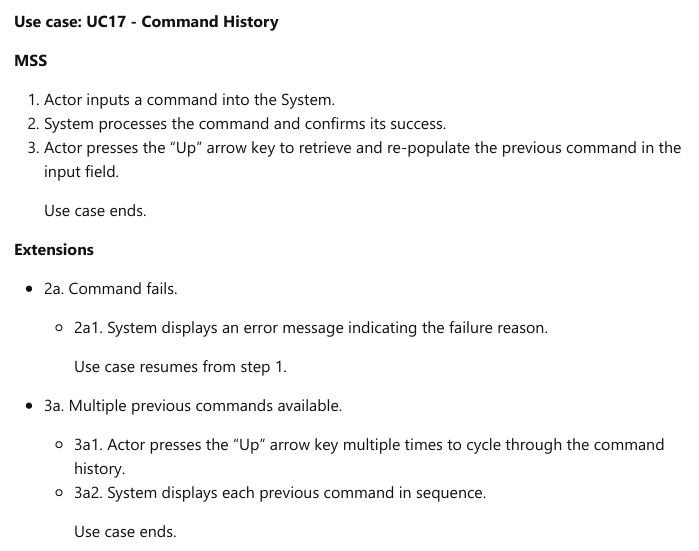 Use case: UC17 - Command History
MSS
1. Actor inputs a command into the System.
2. System processes the command and confirms its success.
3. Actor presses the “Up” arrow key to retrieve and re-populate the previous command in the
input field.
Use case ends.
Extensions
• 2a. Command fails.
○ 2a1. System displays an error message indicating the failure reason.
Use case resumes from step 1.
• 3a. Multiple previous commands available.
○ 3a1. Actor presses the “Up” arrow key multiple times to cycle through the command
history.
○ 3a2. System displays each previous command in sequence.
Use case ends.